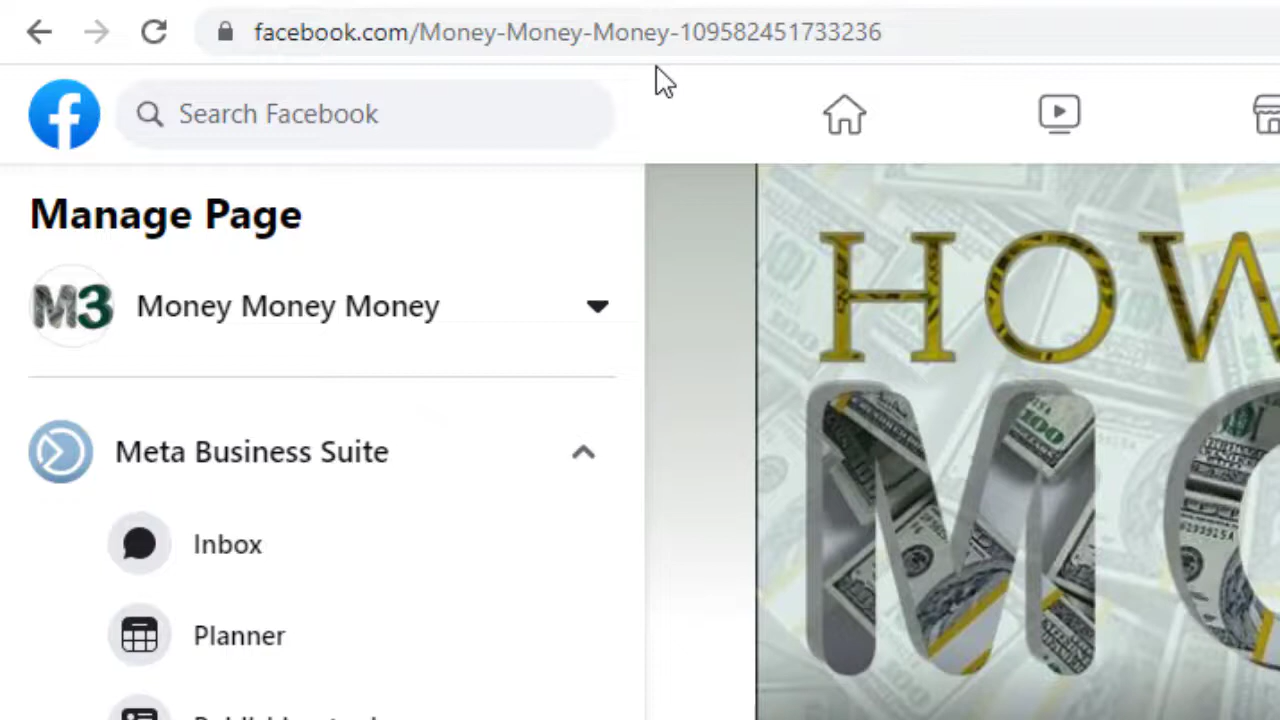 facebook.com/Money-Money-Money-109582451733236
Search Facebook
Manage Page
M3 Money Money Money
Meta Business Suite
Inbox
Planner
HOW